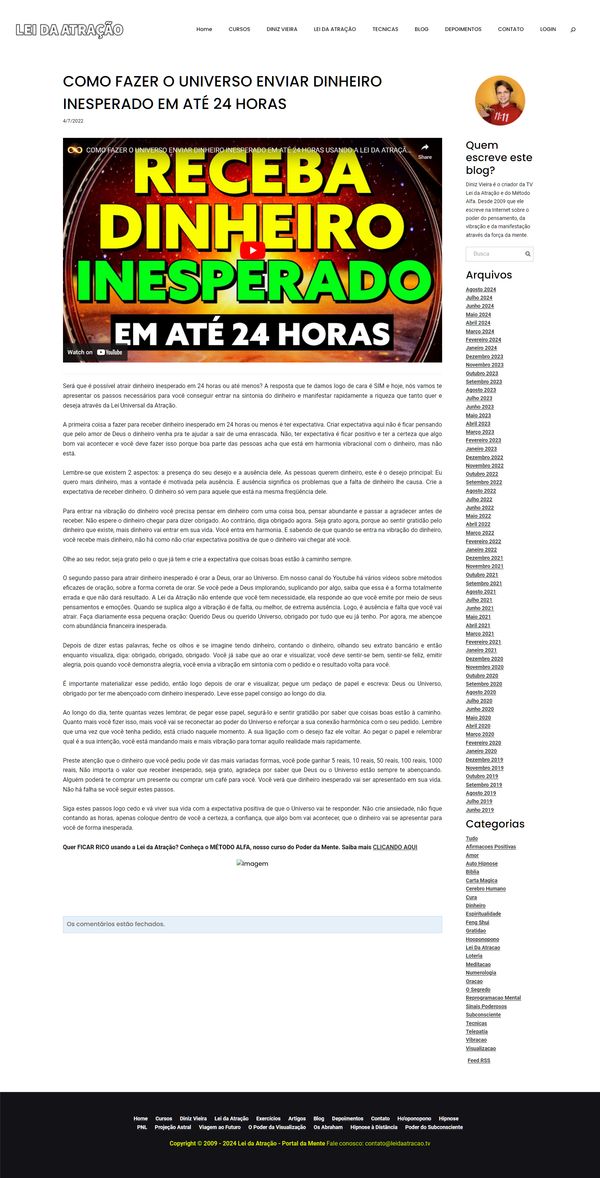 LEI DA ATRAÇÃO
Home CURSOS DINIZ VIEIRA LEI DA ATRAÇÃO TECNICAS BLOG DEPOIMENTOS CONTATO LOGIN
COMO FAZER O UNIVERSO ENVIAR DINHEIRO
INESPERADO EM ATÉ 24 HORAS
4/7/2022
COMO FAZER O UNIVERSO ENVIAR DINHEIRO INESPERADO EM ATÉ 24 HORAS USANDO A LEI DA ATRAÇÃ...
Share
RECEBA
DINHEIRO
INESPERADO
EM ATÉ 24 HORAS
Watch on YouTube
Será que é possível atrair dinheiro inesperado em 24 horas ou até menos? A resposta que te damos logo de cara é SIM e hoje, nós vamos te
apresentar os passos necessários para você conseguir entrar na sintonia do dinheiro e manifestar rapidamente a riqueza que tanto quer e
deseja através da Lei Universal da Atração.
A primeira coisa a fazer para receber dinheiro inesperado em 24 horas ou menos é ter expectativa. Criar expectativa aqui não é ficar pensando
que pelo amor de Deus o dinheiro venha pra te ajudar a sair de uma enrascada. Não, ter expectativa é ficar positivo e ter a certeza que algo
bom vai acontecer e você deve fazer isso porque boa parte das pessoas acha que está em harmonia vibracional com o dinheiro, mas não
está.
Lembre-se que existem 2 aspectos: a presença do seu desejo e a ausência dele. As pessoas querem dinheiro, este é o desejo principal: Eu
quero mais dinheiro, mas a vontade é motivada pela ausência. E ausência significa os problemas que a falta de dinheiro lhe causa. Crie a
expectativa de receber dinheiro. O dinheiro só vem para aquele que está na mesma freqüência dele.
Para entrar na vibração do dinheiro você precisa pensar em dinheiro com uma coisa boa, pensar abundante e passar a agradecer antes de
receber. Não espere o dinheiro chegar para dizer obrigado. Ao contrário, diga obrigado agora. Seja grato agora, porque ao sentir gratidão pelo
dinheiro que existe, mais dinheiro vai entrar em sua vida. Você entra em harmonia. E sabendo de que quando se entra na vibração do dinheiro,
você recebe mais dinheiro, não há como não criar expectativa positiva de que o dinheiro vai chegar até você.
Olhe ao seu redor, seja grato pelo o que já tem e crie a expectativa que coisas boas estão à caminho sempre.
O segundo passo para atrair dinheiro inesperado é orar a Deus, orar ao Universo. Em nosso canal do Youtube há vários vídeos sobre métodos
eficazes de oração, sobre a forma correta de orar. Se você pede a Deus implorando, suplicando por algo, saiba que essa é a forma totalmente
errada e que não dará resultado. A Lei da Atração não entende que você tem necessidade, ela responde ao que você emite por meio de seus
pensamentos e emoções. Quando se suplica algo a vibração é de falta, ou melhor, de extrema ausência. Logo, é ausência e falta que você vai
atrair. Faça diariamente essa pequena oração: Querido Deus ou querido Universo, obrigado por tudo que eu já tenho. Por agora, me abençoe
com abundância financeira inesperada.
Depois de dizer estas palavras, feche os olhos e se imagine tendo dinheiro, contando o dinheiro, olhando seu extrato bancário e então
enquanto visualiza, diga: obrigado, obrigado, obrigado. Você já sabe que ao orar e visualizar, você deve sentir-se bem, sentir-se feliz, emitir
alegria, pois quando você demonstra alegria, você envia a vibração em sintonia com o pedido e o resultado volta para você.
É importante materializar esse pedido, então logo depois de orar e visualizar, pegue um pedaço de papel e escreva: Deus ou Universo,
obrigado por ter me abençoado com dinheiro inesperado. Leve esse papel consigo ao longo do dia.
Ao longo do dia, tente quantas vezes lembrar, de pegar esse papel, segurá-lo e sentir gratidão por saber que coisas boas estão à caminho.
Quanto mais você fizer isso, mais você vai se reconectar ao poder do Universo e reforçar a sua conexão harmônica com o seu pedido. Lembre
que uma vez que você tenha pedido, está criado naquele momento. A sua ligação com o desejo faz ele voltar. Ao pegar o papel e relembrar
qual é a sua intenção, você está mandando mais e mais vibração para tornar aquilo realidade mais rapidamente.
Preste atenção que o dinheiro que você pediu pode vir das mais variadas formas, você pode ganhar 5 reais, 10 reais, 50 reais, 100 reais, 1000
reais, Não importa o valor que receber inesperado, seja grato, agradeça por saber que Deus ou o Universo estão sempre te abençoando.
Alguém poderá te comprar um presente ou comprar um café para você. Você verá que dinheiro inesperado vai ser apresentado em sua vida.
Não há falha se você seguir estes passos.
Siga estes passos logo cedo e vá viver sua vida com a expectativa positiva de que o Universo vai te responder. Não crie ansiedade, não fique
contando as horas, apenas coloque dentro de você a certeza, a confiança, que algo bom vai acontecer, que o dinheiro vai se apresentar para
você de forma inesperada.
Quer FICAR RICO usando a Lei da Atração? Conheça o MÉTODO ALFA, nosso curso do Poder da Mente. Saiba mais CLICANDO AQUI
Imagem
Os comentários estão fechados.
11:11
Quem
escreve este
blog?
Diniz Vieira é o criador da TV
Lei da Atração e do Método
Alfa. Desde 2009 que ele
escreve na Internet sobre o
poder do pensamento, da
vibração e da manifestação
através da força da mente.
Busca
Arquivos
Agosto 2024
Julho 2024
Junho 2024
Maio 2024
Abril 2024
Março 2024
Fevereiro 2024
Janeiro 2024
Dezembro 2023
Novembro 2023
Outubro 2023
Setembro 2023
Agosto 2023
Julho 2023
Junho 2023
Maio 2023
Abril 2023
Março 2023
Fevereiro 2023
Janeiro 2023
Dezembro 2022
Novembro 2022
Outubro 2022
Setembro 2022
Agosto 2022
Julho 2022
Junho 2022
Maio 2022
Abril 2022
Março 2022
Fevereiro 2022
Janeiro 2022
Dezembro 2021
Novembro 2021
Outubro 2021
Setembro 2021
Agosto 2021
Julho 2021
Junho 2021
Maio 2021
Abril 2021
Março 2021
Fevereiro 2021
Janeiro 2021
Dezembro 2020
Novembro 2020
Outubro 2020
Setembro 2020
Agosto 2020
Julho 2020
Junho 2020
Maio 2020
Abril 2020
Março 2020
Fevereiro 2020
Janeiro 2020
Dezembro 2019
Novembro 2019
Outubro 2019
Setembro 2019
Agosto 2019
Julho 2019
Junho 2019
Categorias
Tudo
Afirmacoes Positivas
Amor
Auto Hipnose
Bíblia
Carta Magica
Cerebro Humano
Cura
Dinheiro
Espiritualidade
Feng Shui
Gratidao
Hooponopono
Lei Da Atracao
Loteria
Meditacao
Numerologia
Oracao
O Segredo
Reprogramacao Mental
Sinais Poderosos
Subconsciente
Tecnicas
Telepatia
Vibracao
Visualizacao
Feed RSS
Home Cursos Diniz Vieira Lei da Atração Exercícios Artigos Blog Depoimentos Contato Ho'oponopono Hipnose
PNL Projeção Astral Viagem ao Futuro O Poder da Visualização Os Abraham Hipnose à Distância Poder do Subconsciente
Copyright © 2009 - 2024 Lei da Atração - Portal da Mente Fale conosco: contato@leidaatracao.tv